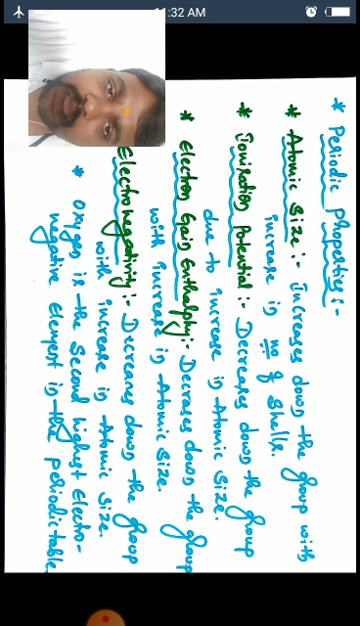 11:32 AM
* Periodic Properties:-
* Atomic Size:- increases down the group with
increase in no of shells.
* Ionisation Potential:- Decreases down the group
due to increase in Atomic size.
* Electron Gain Enthalpy:- Decreases down the group
with increase in Atomic size.
Electronegativity:- Decreases down the group
with increase in Atomic size.
* Oxygen is the second highest Electro-
negative Element in the periodic table.